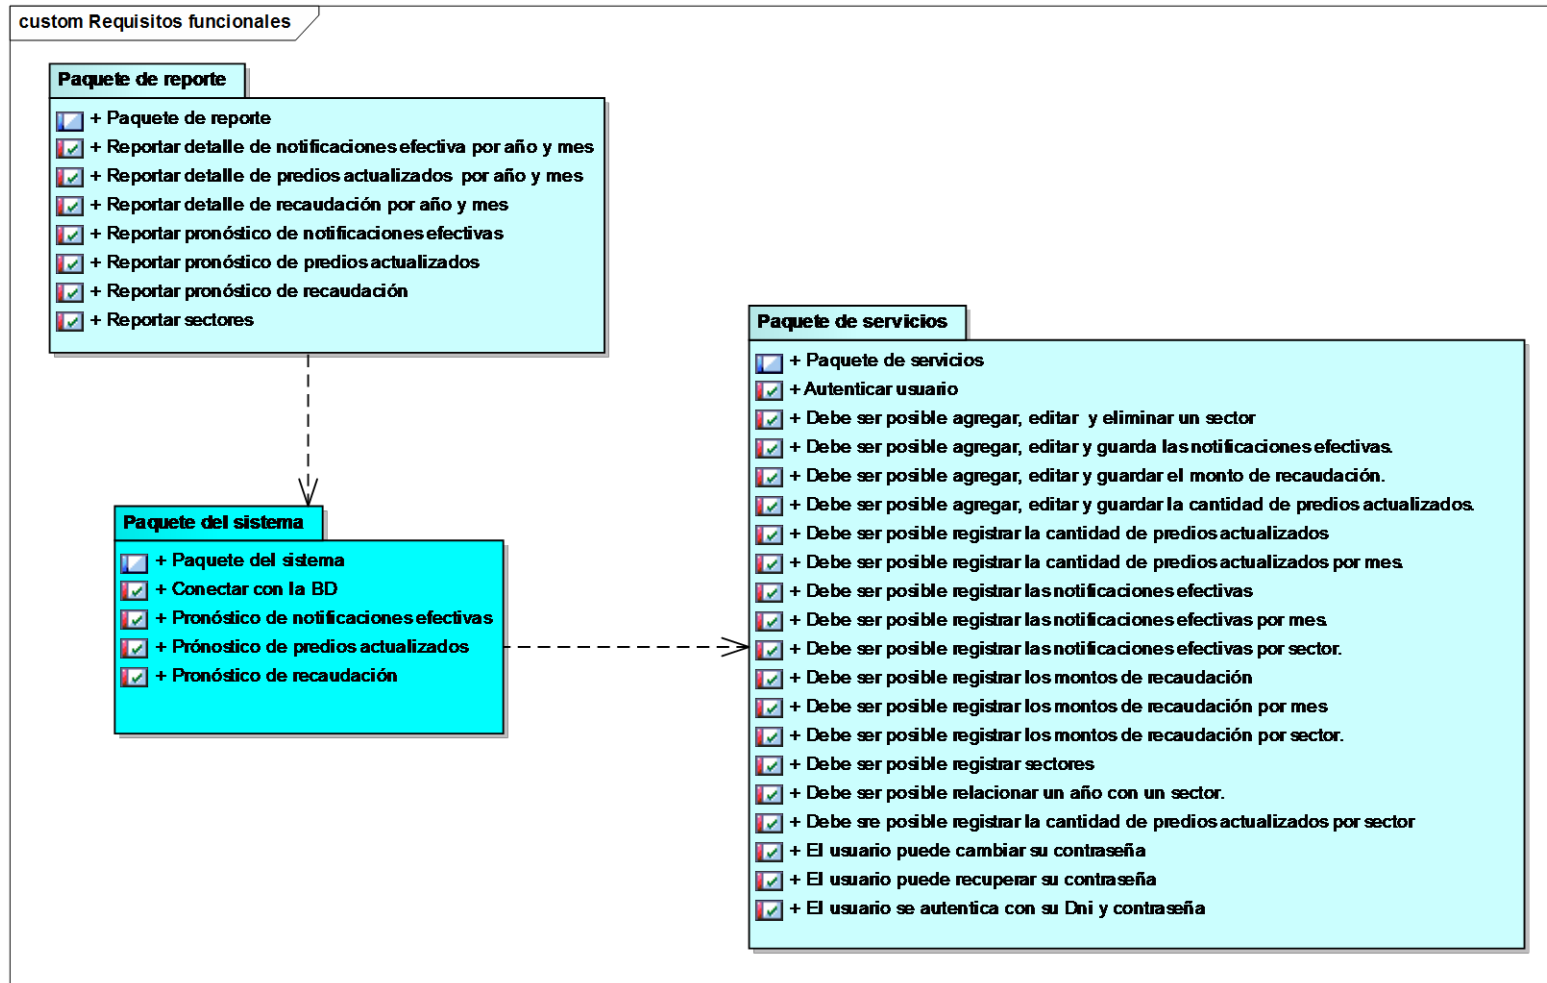 custom Requisitos funcionales
Paquete de reporte
+ Paquete de reporte
+ Reportar detalle de notificaciones efectiva por año y mes
+ Reportar detalle de predios actualizados por año y mes
+ Reportar detalle de recaudación por año y mes
+ Reportar pronóstico de notificaciones efectivas
+ Reportar pronóstico de predios actualizados
+ Reportar pronóstico de recaudación
+ Reportar sectores
Paquete del sistema
+ Paquete del sistema
+ Conectar con la BD
+ Pronóstico de notificaciones efectivas
+ Prónostico de predios actualizados
+ Pronóstico de recaudación
Paquete de servicios
+ Paquete de servicios
+ Autenticar usuario
+ Debe ser posible agregar, editar y eliminar un sector
+ Debe ser posible agregar, editar y guarda las notificaciones efectivas.
+ Debe ser posible agregar, editar y guardar el monto de recaudación.
+ Debe ser posible agregar, editar y guardar la cantidad de predios actualizados.
+ Debe ser posible registrar la cantidad de predios actualizados
+ Debe ser posible registrar la cantidad de predios actualizados por mes.
+ Debe ser posible registrar las notificaciones efectivas
+ Debe ser posible registrar las notificaciones efectivas por mes.
+ Debe ser posible registrar las notificaciones efectivas por sector.
+ Debe ser posible registrar los montos de recaudación
+ Debe ser posible registrar los montos de recaudación por mes
+ Debe ser posible registrar los montos de recaudación por sector.
+ Debe ser posible registrar sectores
+ Debe ser posible relacionar un año con un sector.
+ Debe sre posible registrar la cantidad de predios actualizados por sector
+ El usuario puede cambiar su contraseña
+ El usuario puede recuperar su contraseña
+ El usuario se autentica con su Dni y contraseña